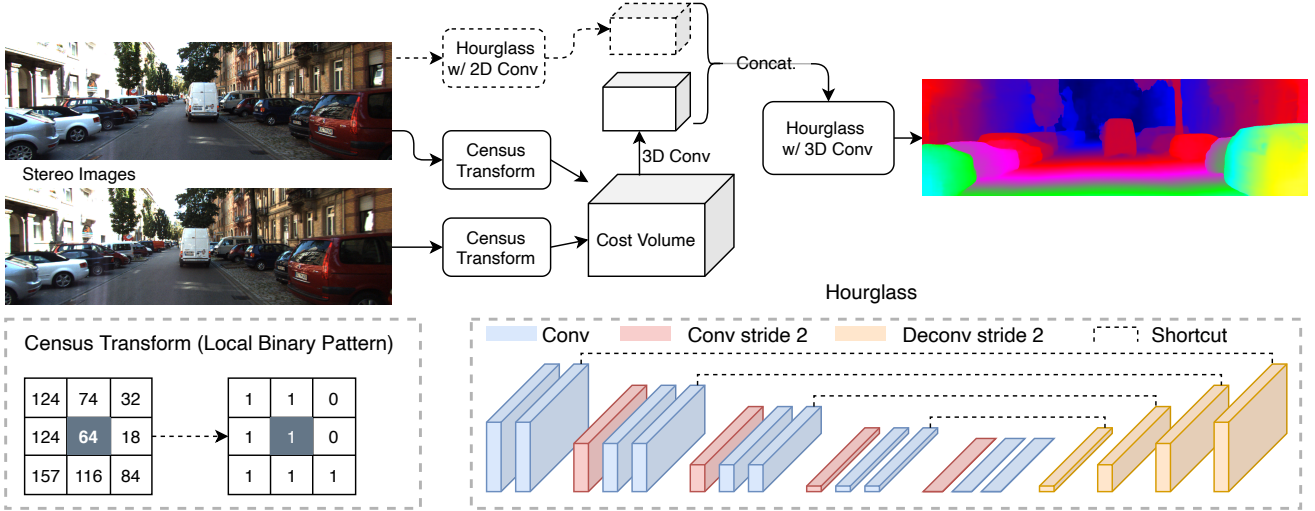 Hourglass
w/ 2D Conv
Concat.
Hourglass
w/ 3D Conv
Census
Transform
3D Conv
Stereo Images
Census
Transform
Cost Volume
Census Transform (Local Binary Pattern)
124 74 32
124 64 18
157 116 84
1 1 0
1 1 0
1 1 1
Hourglass
Conv
Conv stride 2
Deconv stride 2
Shortcut